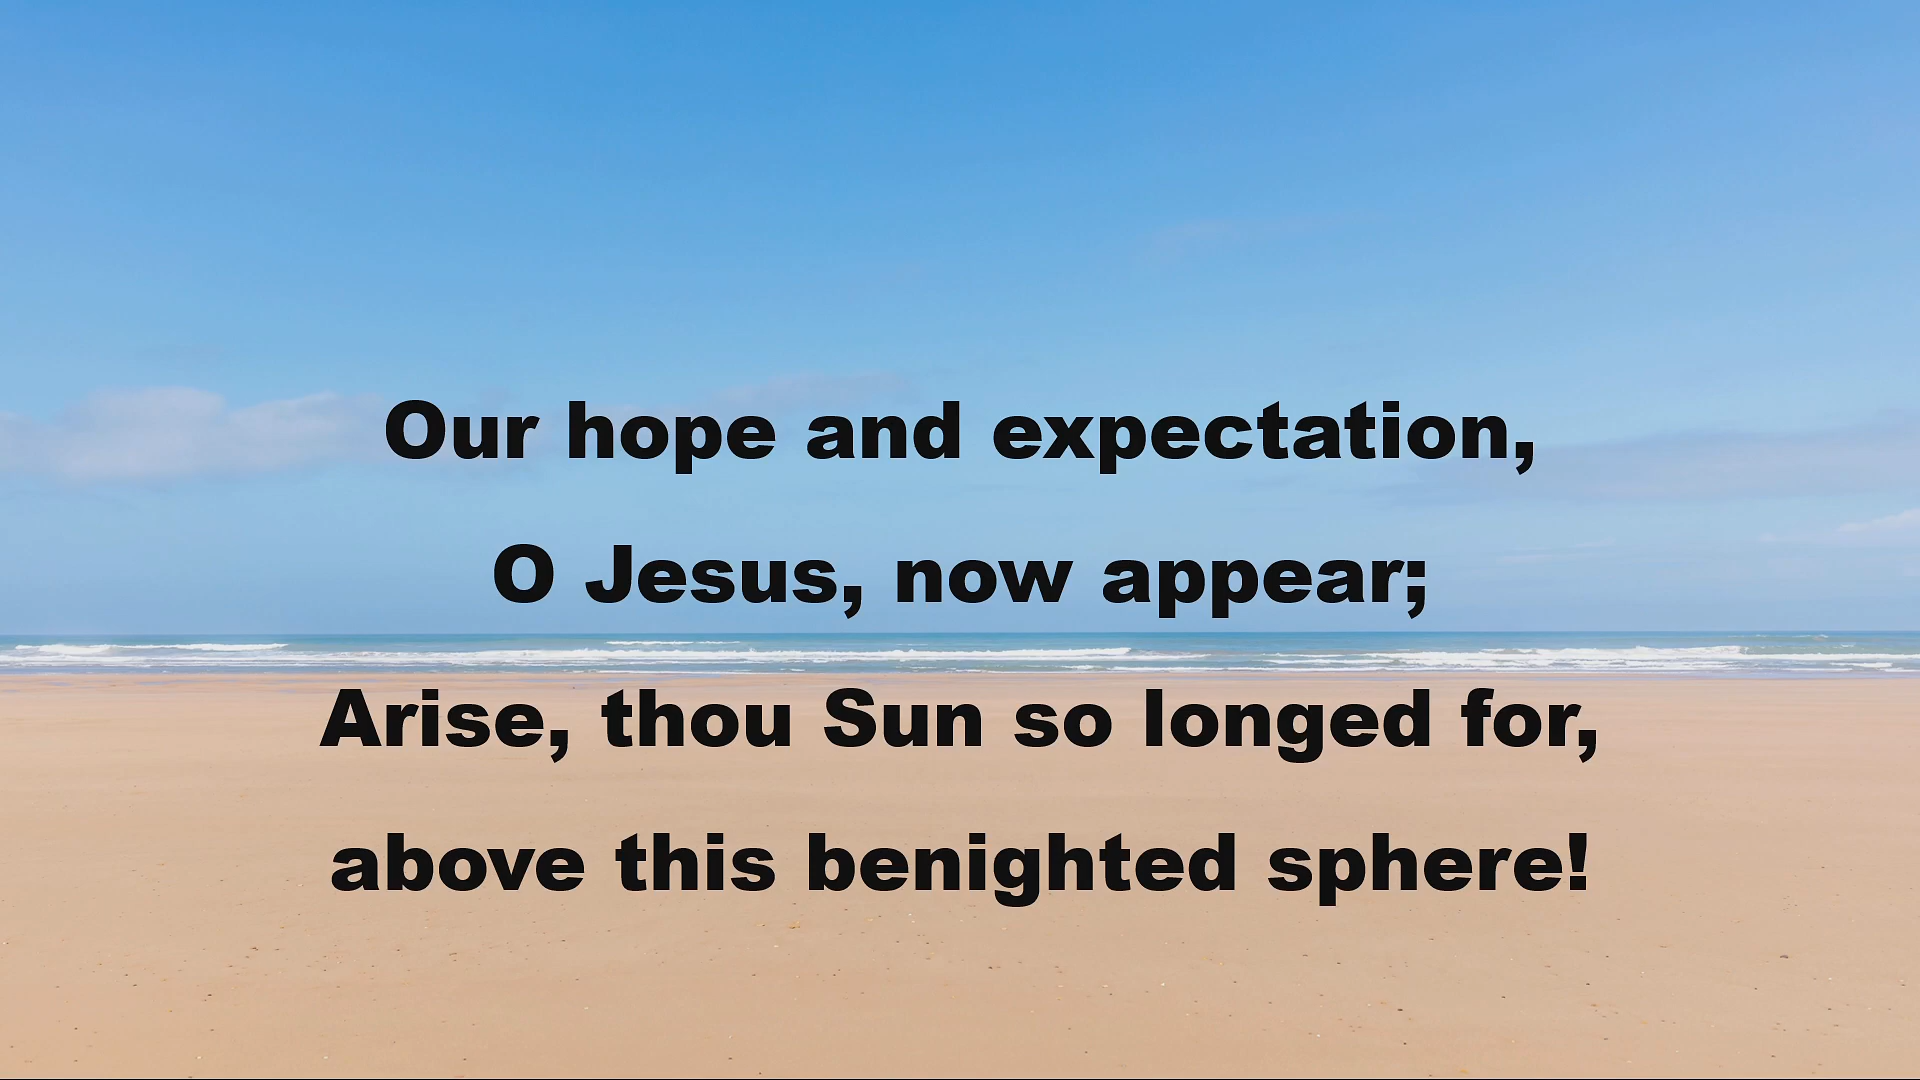 Our hope and expectation,
O Jesus, now appear;
Arise, thou Sun so longed for,
above this benighted sphere!